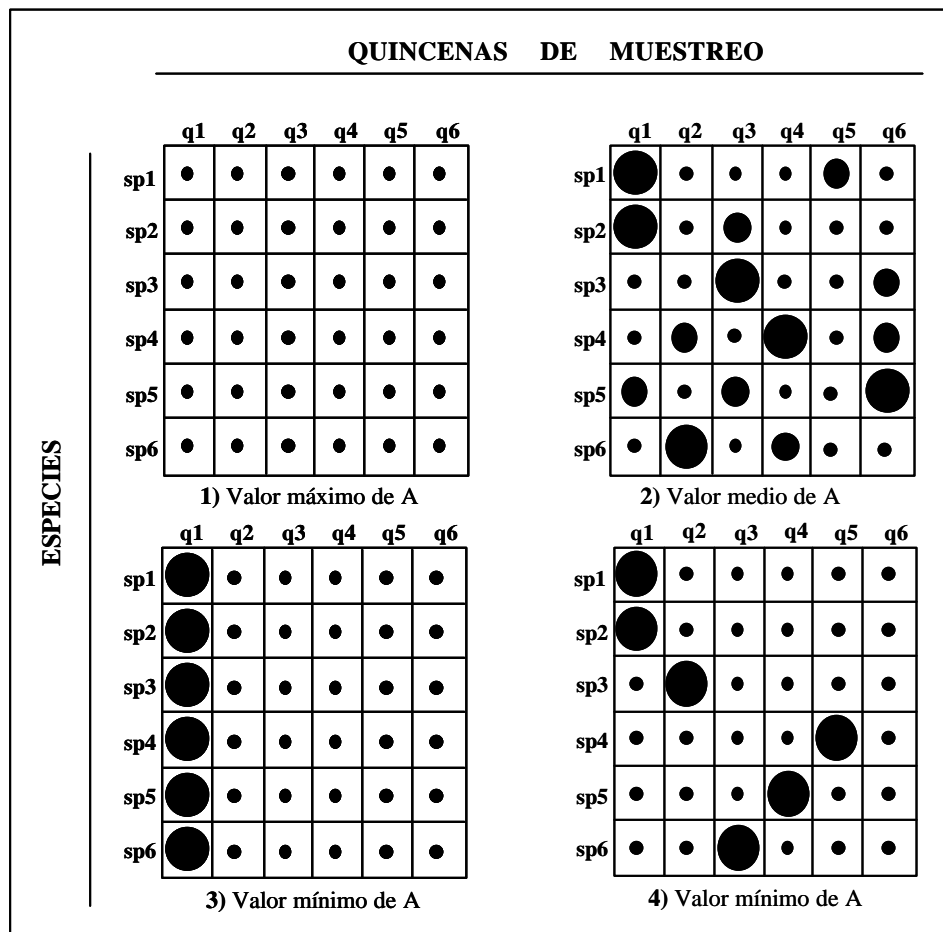 QUINCENAS DE MUESTREO
ESPECIES
q1 q2 q3 q4 q5 q6
sp1
sp2
sp3
sp4
sp5
sp6
1) Valor máximo de A
q1 q2 q3 q4 q5 q6
sp1
sp2
sp3
sp4
sp5
sp6
2) Valor medio de A
q1 q2 q3 q4 q5 q6
sp1
sp2
sp3
sp4
sp5
sp6
3) Valor mínimo de A
q1 q2 q3 q4 q5 q6
sp1
sp2
sp3
sp4
sp5
sp6
4) Valor mínimo de A